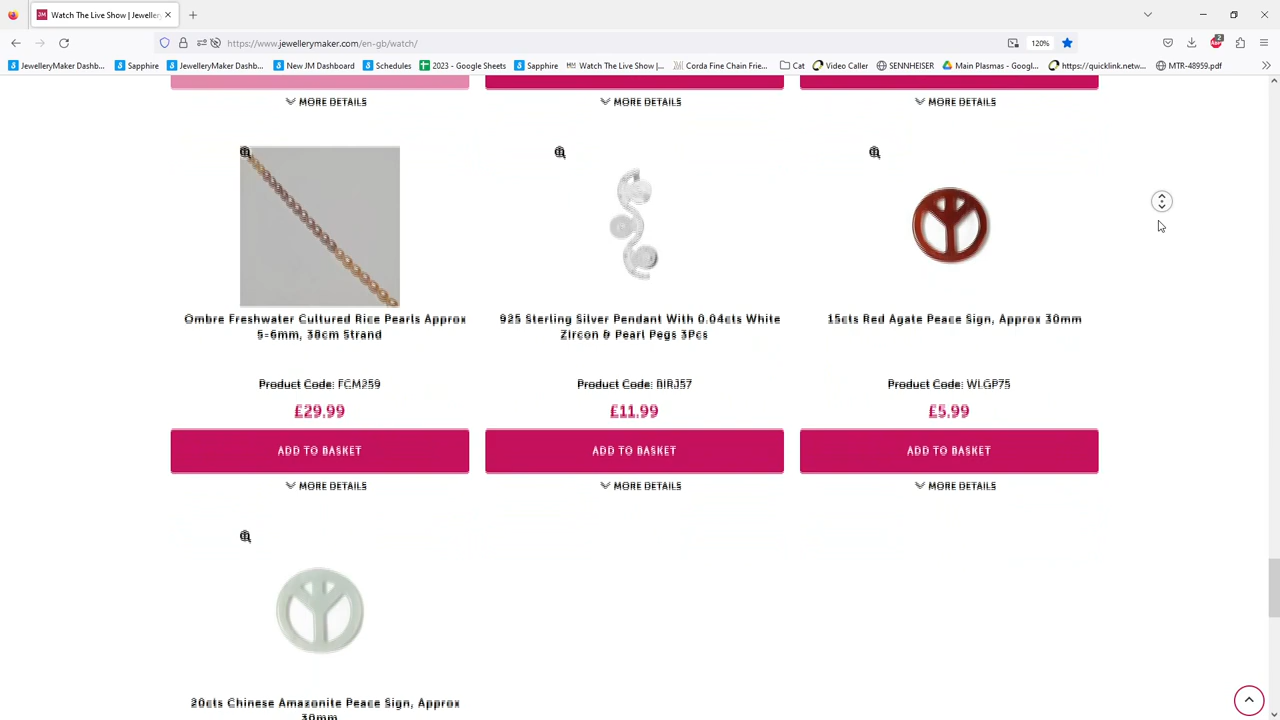 Watch The Live Show | Jeweller
https://www.jewellerymaker.com/en-gb/watch/
120%
2
JewelleryMaker Dashb...
Sapphire
JewelleryMaker Dashb...
New JM Dashboard
Schedules
2023 - Google Sheets
Sapphire
Watch The Live Show |...
Corda Fine Chain Frie...
Cat
Video Caller
SENNHEISER
Main Plasmas - Googl...
https://quicklink.netw...
MTR-48959.pdf
MORE DETAILS
MORE DETAILS
MORE DETAILS
Ombre Freshwater Cultured Rice Pearls Approx
5-6mm, 38cm Strand
Product Code: FCM259
£29.99
ADD TO BASKET
MORE DETAILS
925 Sterling Silver Pendant With 0.04cts White
Zircon & Pearl Pegs 3Pcs
Product Code: BIRJ57
£11.99
ADD TO BASKET
MORE DETAILS
15cts Red Agate Peace Sign, Approx 30mm
Product Code: WLGP75
£5.99
ADD TO BASKET
MORE DETAILS
20cts Chinese Amazonite Peace Sign, Approx
30mm